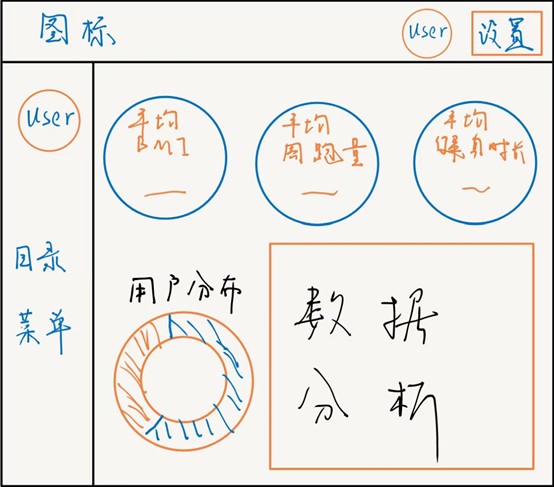 图标
User
设置
User
平均
BMI
平均
周跑量
平均
健身时长
目录
菜单
用户分布
数据
分析